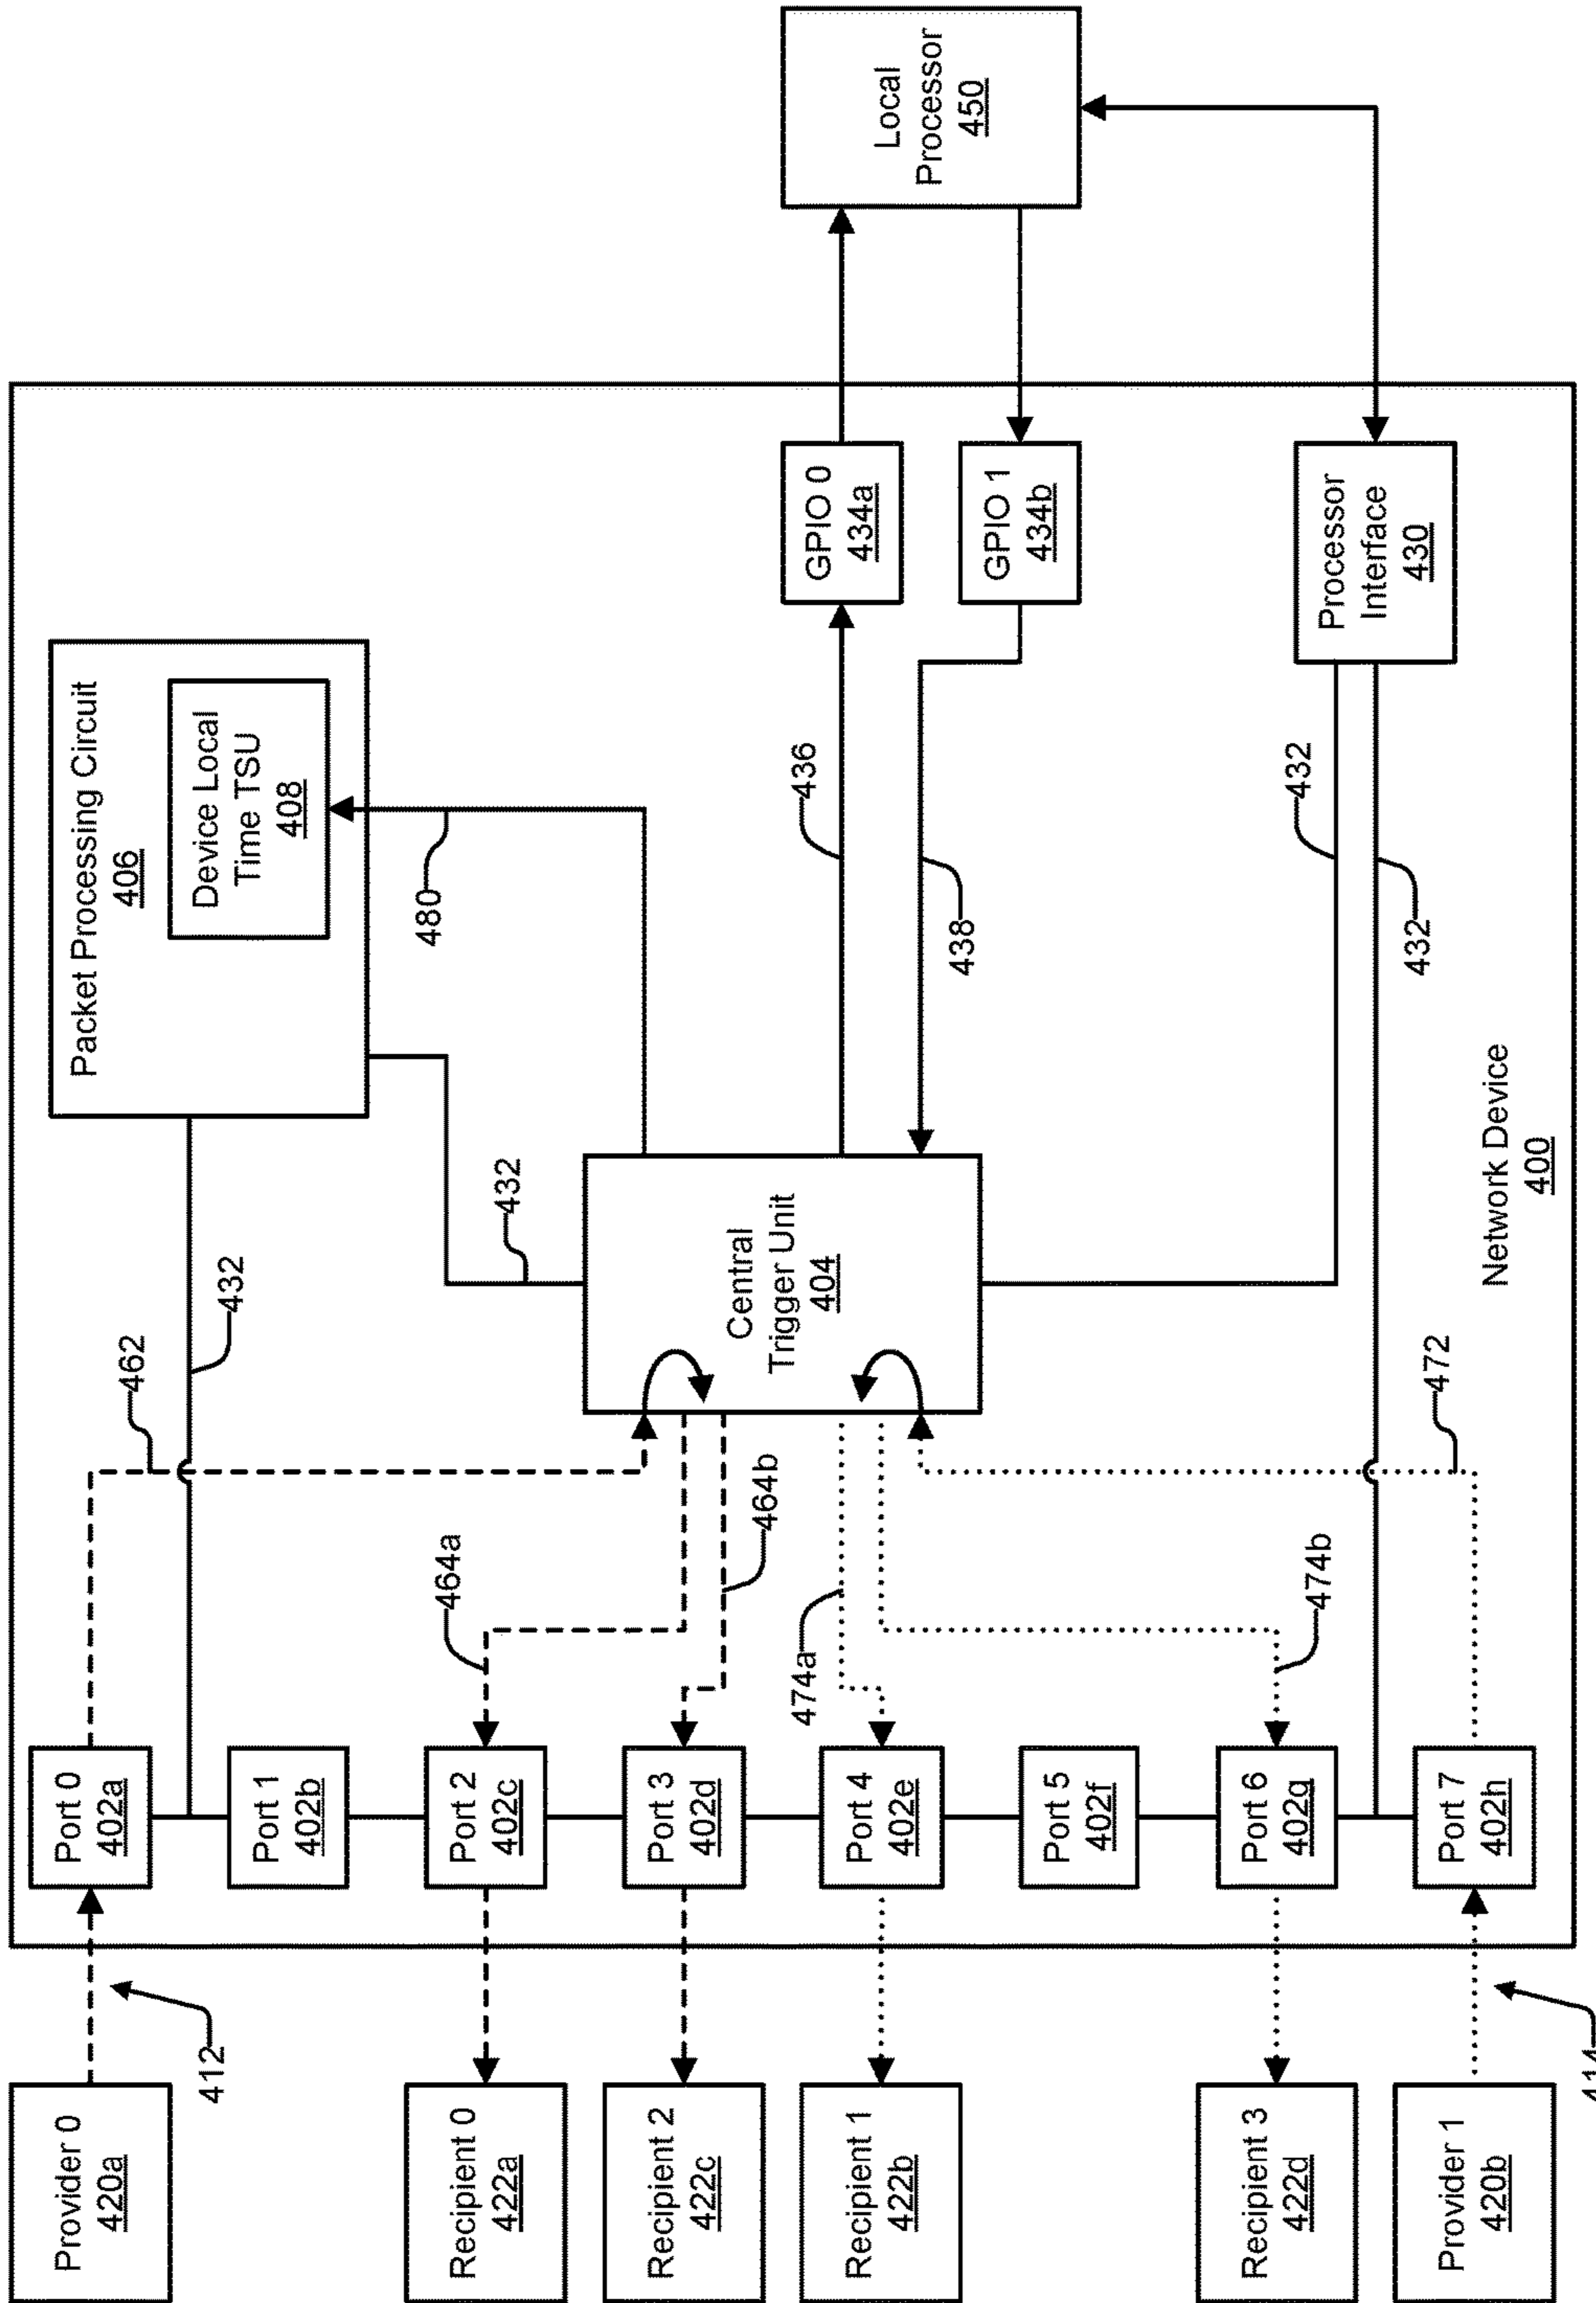 Provider 1
420b
Recipient 3
422d
Recipient 1
422b
Recipient 2
422c
Recipient 0
422a
Provider 0
420a
414
412
Port 7
402h
Port 6
402g
Port 5
402f
Port 4
402e
Port 3
402d
Port 2
402c
Port 1
402b
Port 0
402a
474b
474a
464b
464a
472
462
Central
Trigger Unit
404
432
432
Network Device
400
432
432
438
436
480
Packet Processing Circuit
406
Device Local
Time TSU
408
Processor
Interface
430
GPIO 1
434b
GPIO 0
434a
Local
Processor
450